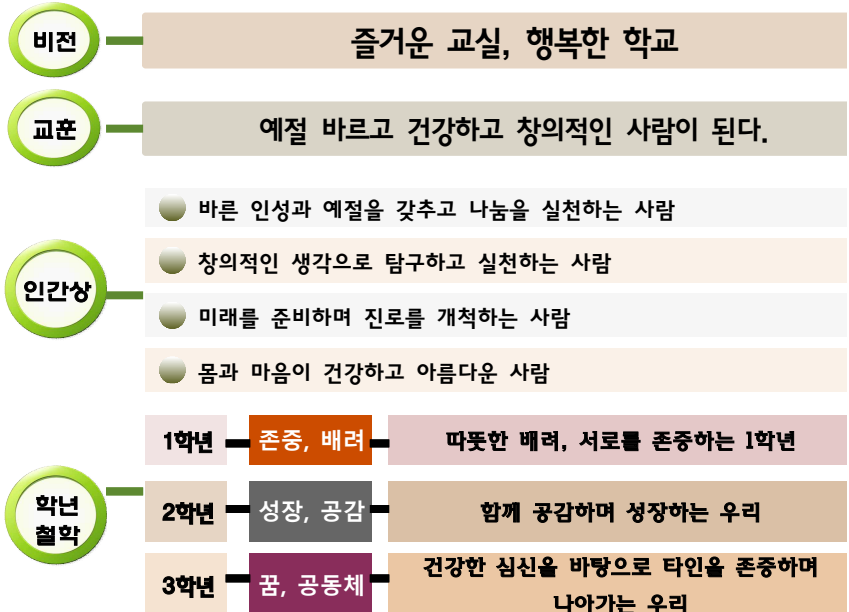 비전
즐거운 교실, 행복한 학교
교훈
예절 바르고 건강하고 창의적인 사람이 된다.
인간상
바른 인성과 예절을 갖추고 나눔을 실천하는 사람
창의적인 생각으로 탐구하고 실천하는 사람
미래를 준비하며 진로를 개척하는 사람
몸과 마음이 건강하고 아름다운 사람
학년
철학
1학년 존중, 배려 따뜻한 배려, 서로를 존중하는 1학년
2학년 성장, 공감 함께 공감하며 성장하는 우리
3학년 꿈, 공동체 건강한 심신을 바탕으로 타인을 존중하며
나아가는 우리